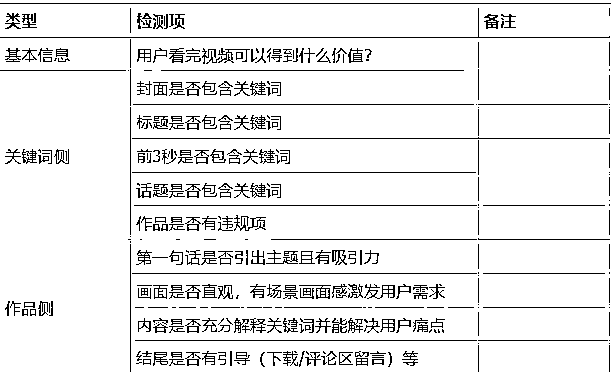 类型 检测项 备注
基本信息 用户看完视频可以得到什么价值?
封面是否包含关键词
标题是否包含关键词
关键词侧 前3秒是否包含关键词
话题是否包含关键词
作品是否有违规项
第一句话是否引出主题且有吸引力
画面是否直观，有场景画面感激发用户需求
作品侧
内容是否充分解释关键词并能解决用户痛点
结尾是否有引导（下载/评论区留言）等